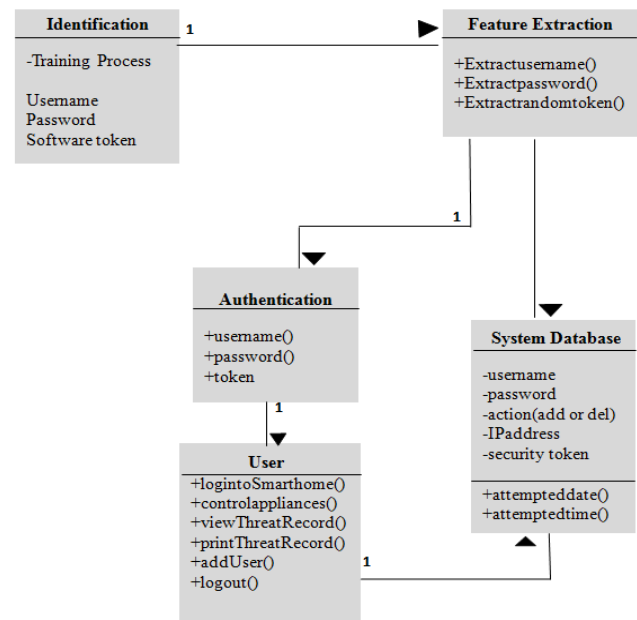 Identification
-Training Process
Username
Password
Software token
1
Feature Extraction
+Extractusername()
+Extractpassword()
+Extractrandomtoken()
1
Authentication
+username()
+password()
+token
1
System Database
-username
-password
-action(add or del)
-IPaddress
-security token
+attempteddate()
+attemptedtime()
User
+logintoSmarthome()
+controlappliances()
+viewThreatRecord()
+printThreatRecord()
+addUser()
+logout()
1